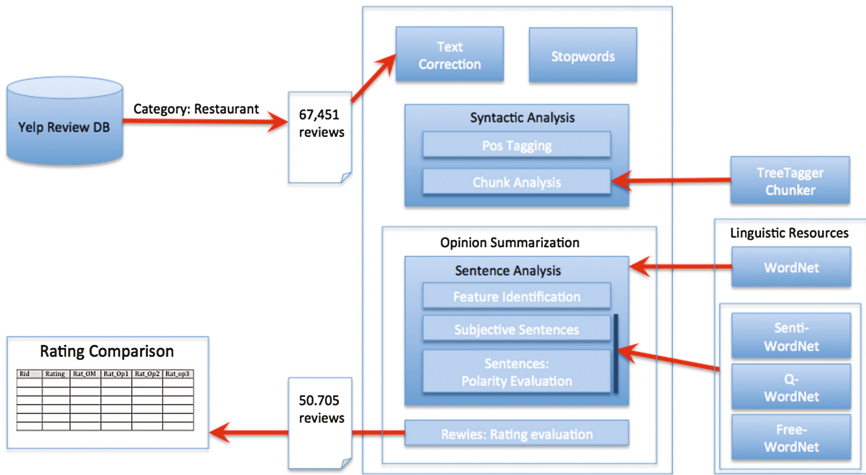 Text
Correction
Stopwords
Yelp Review DB
Category: Restaurant
67,451
reviews
Syntactic Analysis
Pos Tagging
Chunk Analysis
TreeTagger
Chunker
Linguistic Resources
WordNet
Opinion Summarization
Sentence Analysis
Feature Identification
Subjective Sentences
Sentences:
Polarity Evaluation
Senti-
WordNet
Q-
WordNet
Free-
WordNet
Rating Comparison
Rid Rating Rat_OM Rat_Op1 Rat_Op2 Rat_op3
50.705
reviews
Rewies: Rating evaluation